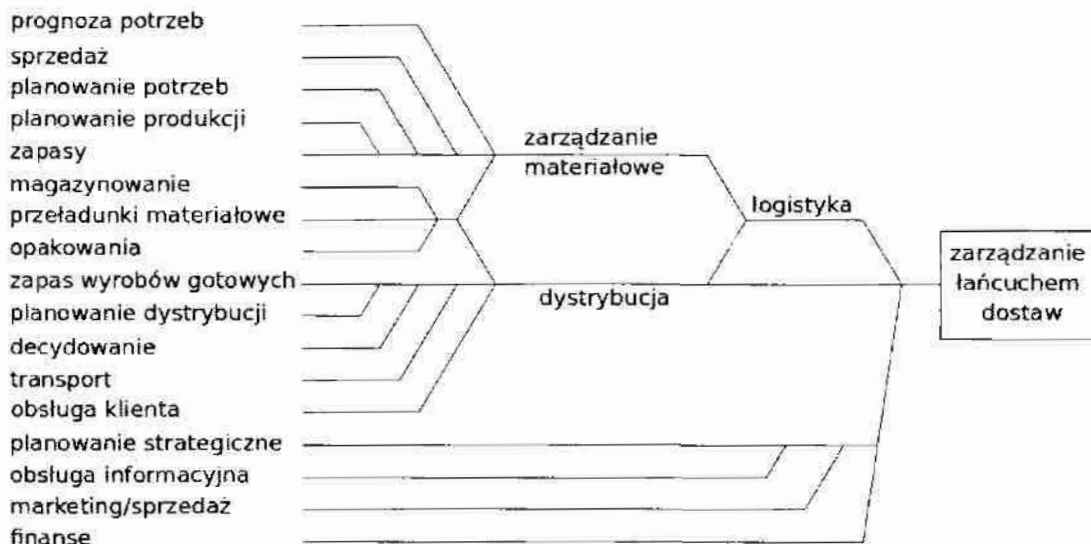 prognoza potrzeb
sprzedaż
planowanie potrzeb
planowanie produkcji
zapasy
magazynowanie
przeładunki materiałowe
opakowania
zapas wyrobów gotowych
planowanie dystrybucji
decydowanie
transport
obsługa klienta
planowanie strategiczne
obsługa informacyjna
marketing/sprzedaż
finanse
zarządzanie
materiałowe
dystrybucja
logistyka
zarządzanie
łańcuchem
dostaw